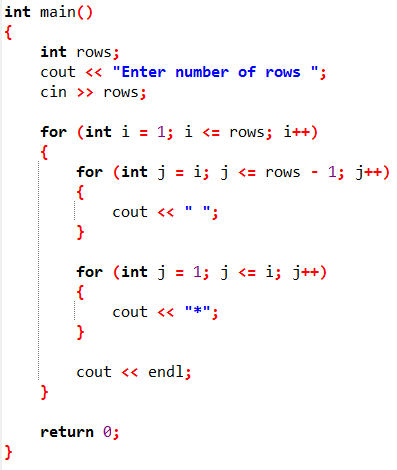 int main()
{
    int rows;
    cout << "Enter number of rows ";
    cin >> rows;

    for (int i = 1; i <= rows; i++)
    {
        for (int j = i; j <= rows - 1; j++)
        {
            cout << " ";
        }

        for (int j = 1; j <= i; j++)
        {
            cout << "*";
        }

        cout << endl;
    }

    return 0;
}